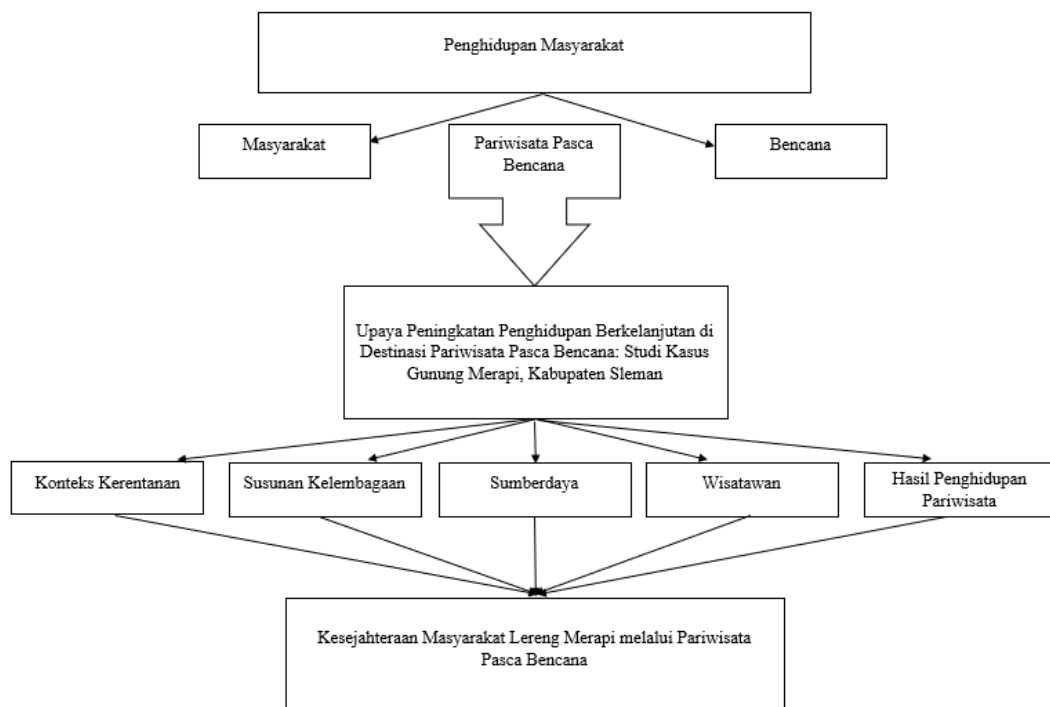 Penghidupan Masyarakat
Masyarakat
Pariwisata Pasca
Bencana
Bencana
Upaya Peningkatan Penghidupan Berkelanjutan di
Destinasi Pariwisata Pasca Bencana: Studi Kasus
Gunung Merapi, Kabupaten Sleman
Konteks Kerentanan
Susunan Kelembagaan
Sumberdaya
Wisatawan
Hasil Penghidupan
Pariwisata
Kesejahteraan Masyarakat Lereng Merapi melalui Pariwisata
Pasca Bencana